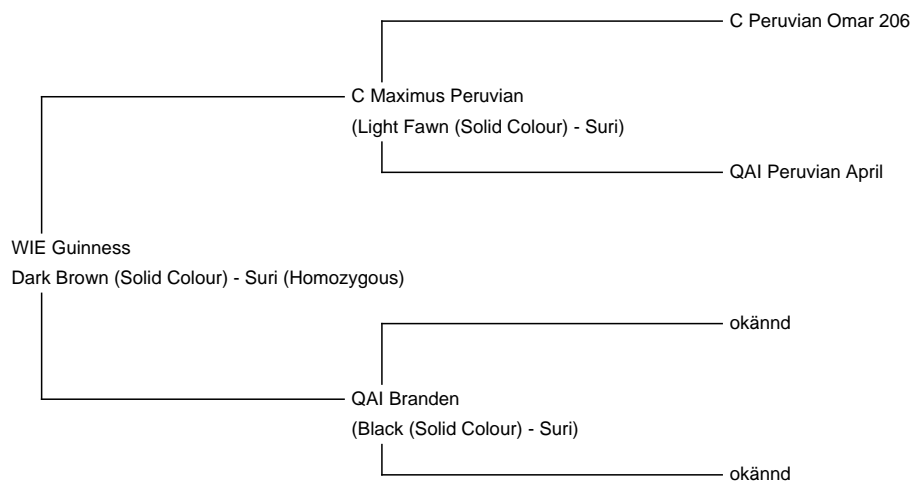 C Peruvian Omar 206
C Maximus Peruvian
(Light Fawn (Solid Colour) - Suri)
QAI Peruvian April
WIE Guinness
Dark Brown (Solid Colour) - Suri (Homozygous)
okännd
QAI Branden
(Black (Solid Colour) - Suri)
okännd